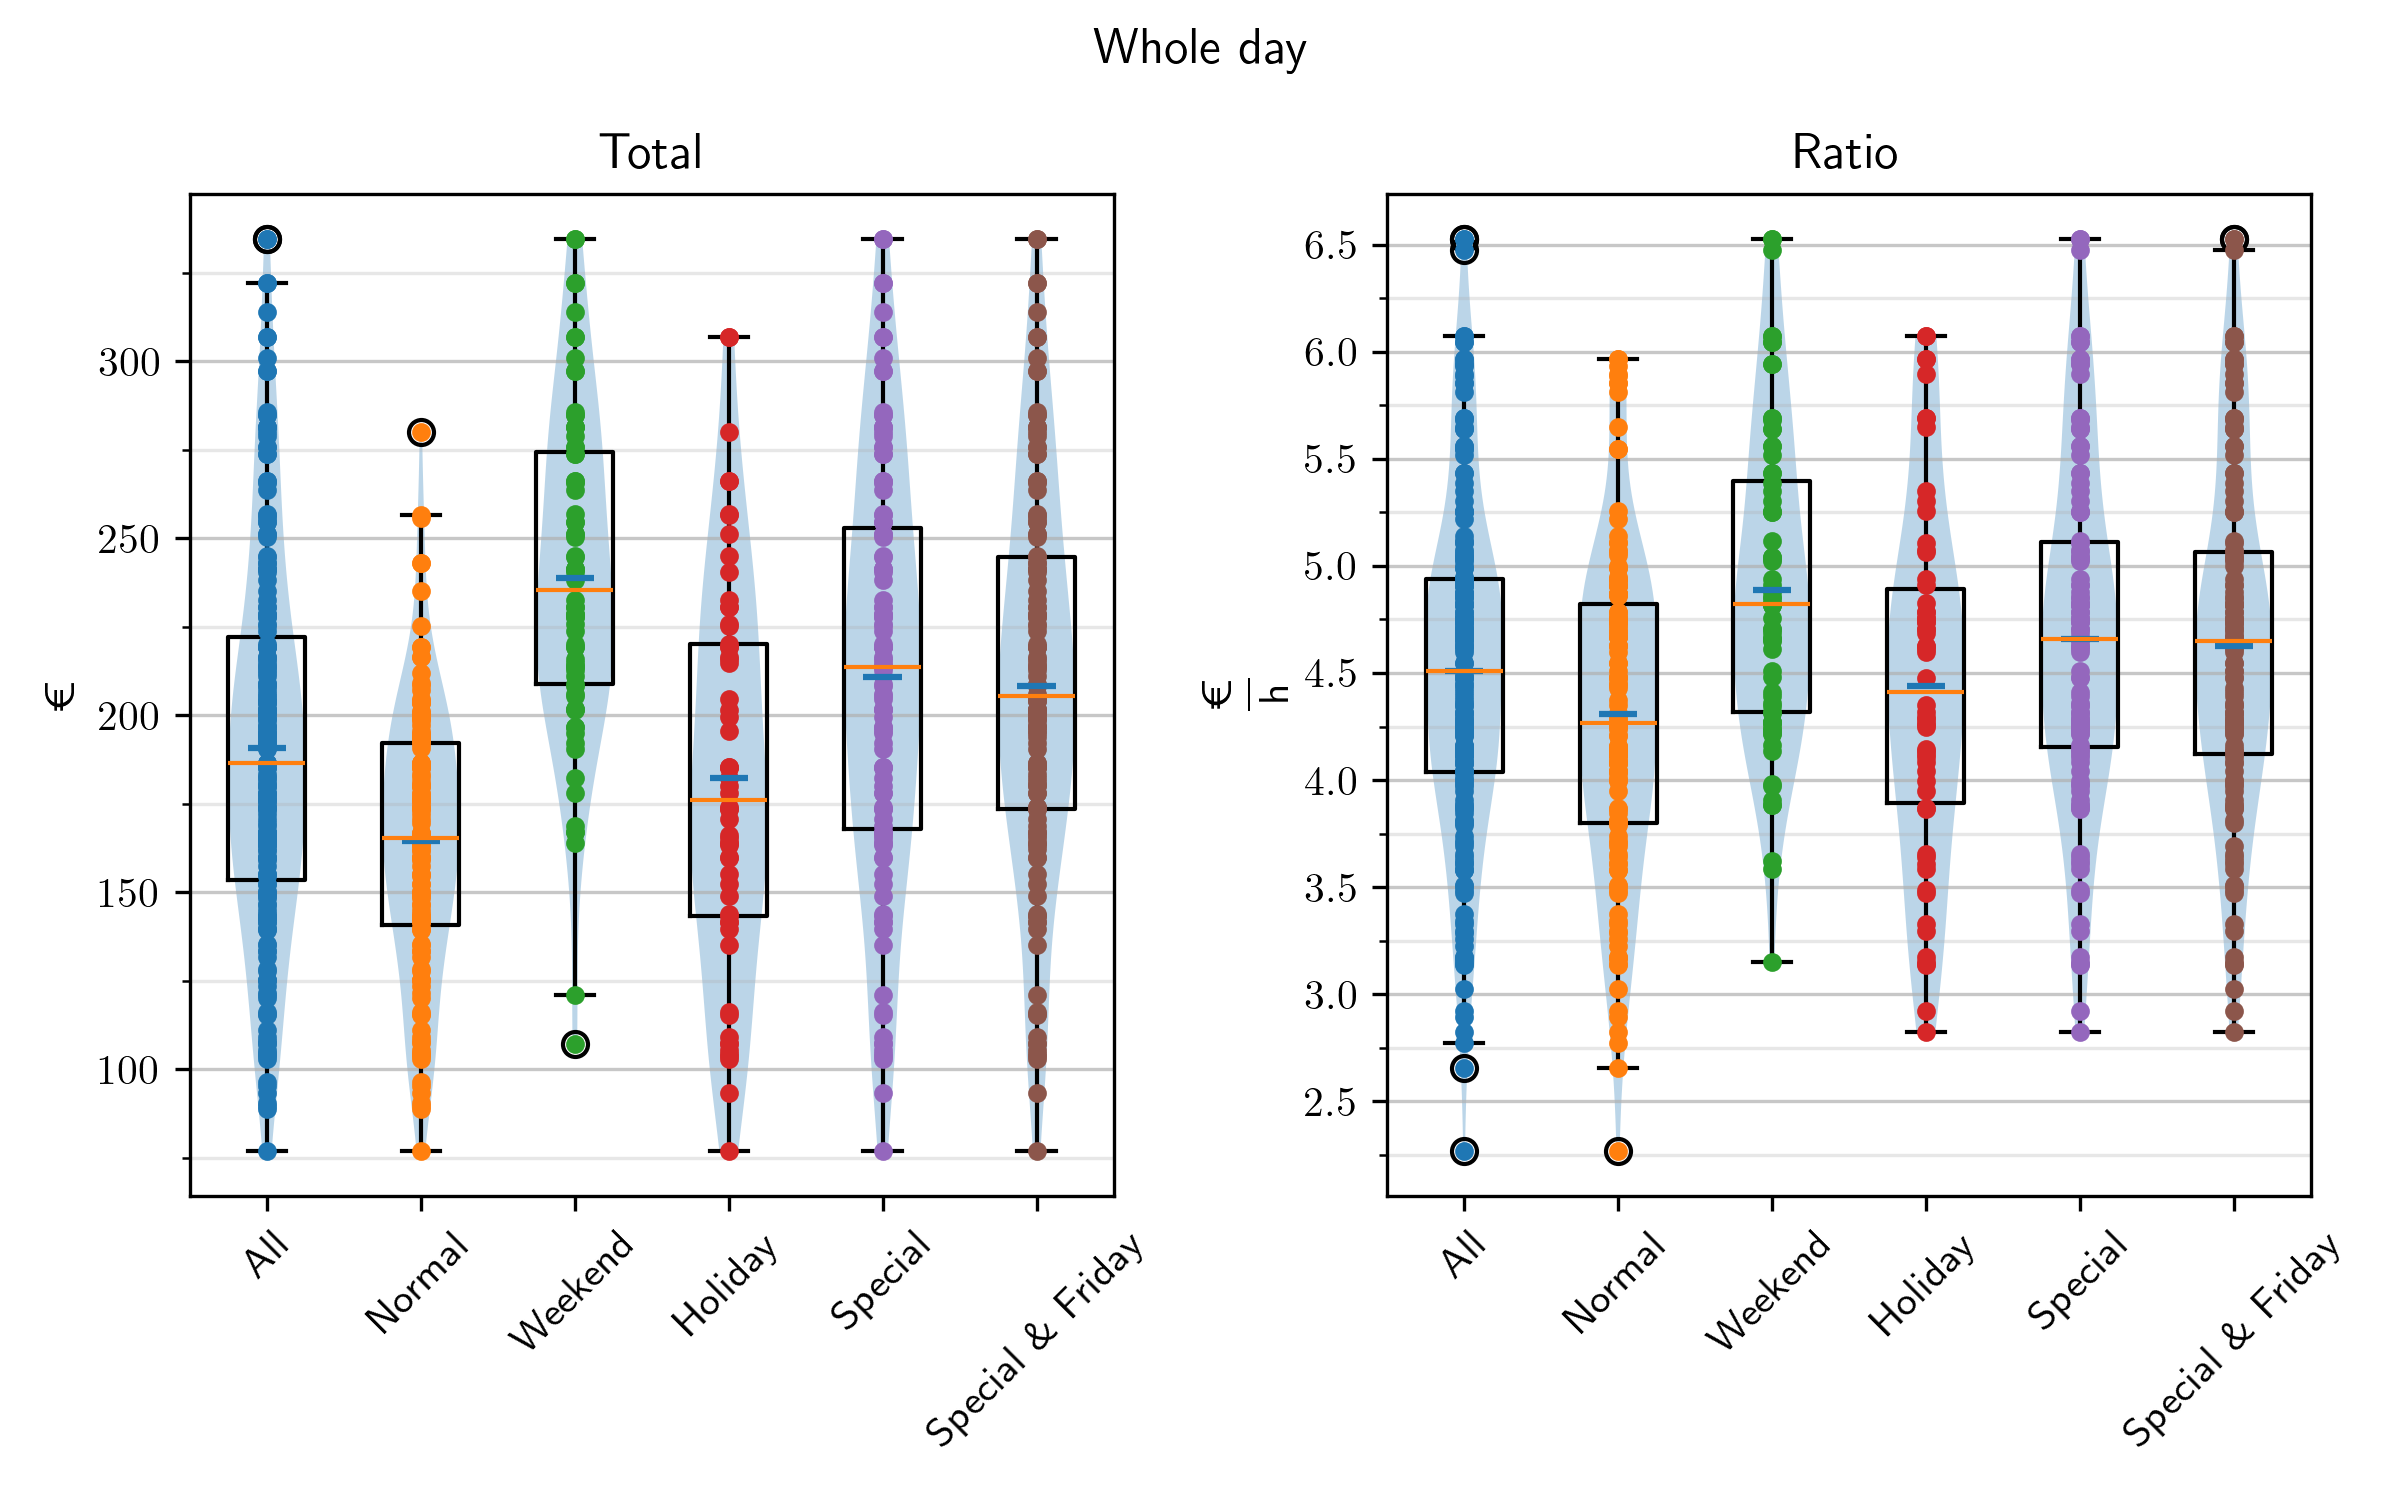 Whole day
Total
€
300
250
200
150
100
All
Normal
Weekend
Holiday
Special
Special & Friday
Ratio
€
h
6.5
6.0
5.5
5.0
4.5
4.0
3.5
3.0
2.5
All
Normal
Weekend
Holiday
Special
Special & Friday